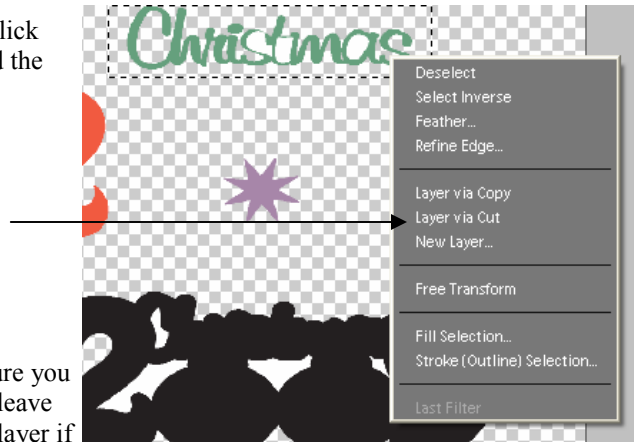 lick
d the
Christmas
Deselect
Select Inverse
Feather...
Refine Edge...
Layer via Copy
Layer via Cut
New Layer...
Free Transform
Fill Selection...
Stroke (Outline) Selection...
Last Filter
ure you
leave
layer if